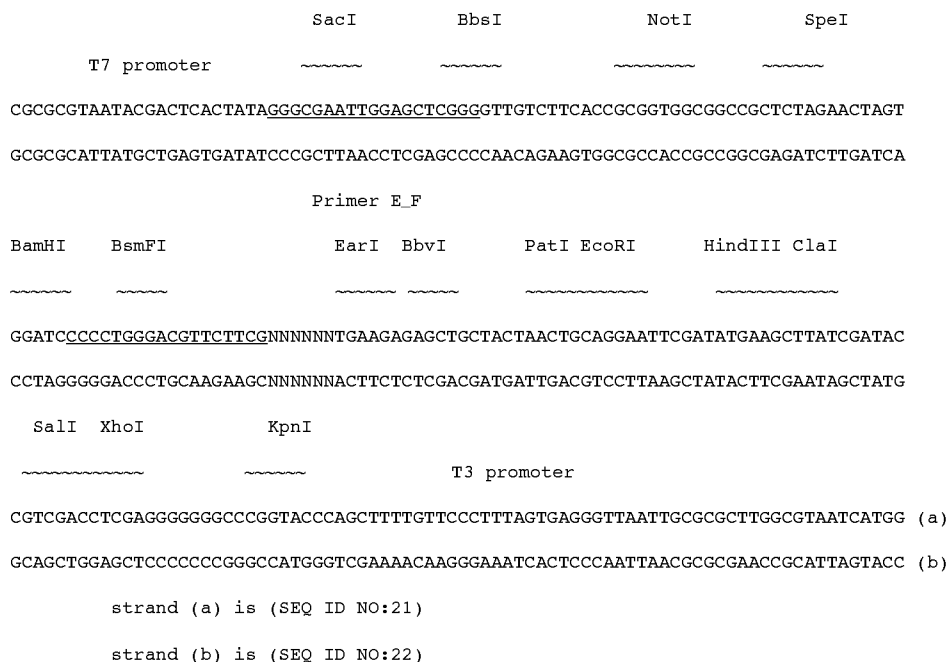 SacI BbsI NotI SpeI
T7 promoter ~~~~~~ ~~~~~~ ~~~~~~~~ ~~~~~~
CGCGCGTAATACGACTCACTATAGGGCGAATTGGAGCTCGGGGTTGTCTTCACCGCGGTGGCGGCCGCTCTAGAACTAGT
GCGCGCATTATGCTGAGTGATATCCCGCTTAACCTCGAGCCCCAACAGAAGTGGCGCCACCGCCGGCGAGATCTTGATCA
Primer E_F
BamHI BsmFI EarI BbvI PatI EcoRI HindIII ClaI
~~~~~~ ~~~~~ ~~~~~~ ~~~~~ ~~~~~~~~~~~~ ~~~~~~~~~~~~
GGATCCCCCTGGGACGTTCTTCGNNNNNNTGAAGAGAGCTGCTACTAACTGCAGGAATTCGATATGAAGCTTATCGATAC
CCTAGGGGGACCCTGCAAGAAGCNNNNNNACTTCTCTCGACGATGATTGACGTCCTTAAGCTATACTTCGAATAGCTATG
SalI XhoI KpnI
~~~~~~~~~~~~ ~~~~~~ T3 promoter
CGTCGACCTCGAGGGGGGGCCCGGTACCCAGCTTTTGTTCCCTTTAGTGAGGGTTAATTGCGCGCTTGGCGTAATCATGG (a)
GCAGCTGGAGCTCCCCCCCGGGCCATGGGTCGAAAACAAGGGAAATCACTCCCAATTAACGCGCGAACCGCATTAGTACC (b)
strand (a) is (SEQ ID NO:21)
strand (b) is (SEQ ID NO:22)